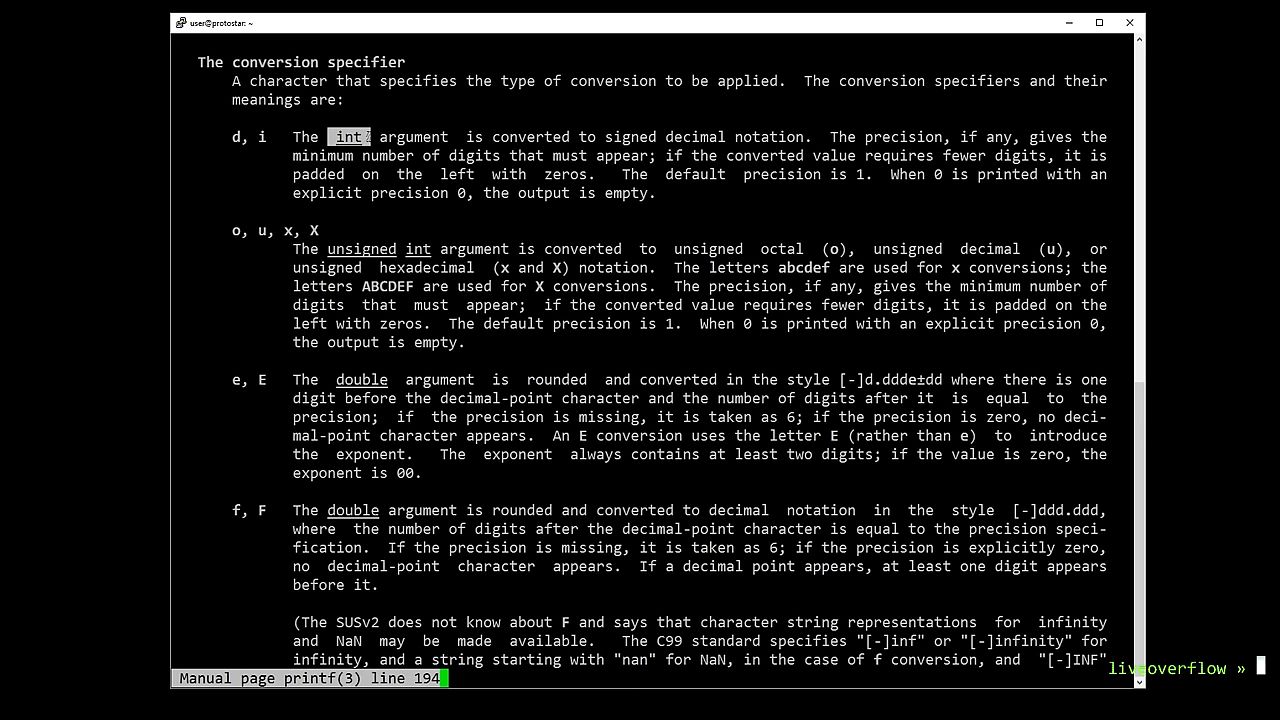 user@protostar: ~
The conversion specifier
A character that specifies the type of conversion to be applied. The conversion specifiers and their
meanings are:
d, i The int argument is converted to signed decimal notation. The precision, if any, gives the
minimum number of digits that must appear; if the converted value requires fewer digits, it is
padded on the left with zeros. The default precision is 1. When 0 is printed with an
explicit precision 0, the output is empty.
o, u, x, X
The unsigned int argument is converted to unsigned octal (o), unsigned decimal (u), or
unsigned hexadecimal (x and X) notation. The letters abcdef are used for x conversions; the
letters ABCDEF are used for X conversions. The precision, if any, gives the minimum number of
digits that must appear; if the converted value requires fewer digits, it is padded on the
left with zeros. The default precision is 1. When 0 is printed with an explicit precision 0,
the output is empty.
e, E The double argument is rounded and converted in the style [-]d.ddde±dd where there is one
digit before the decimal-point character and the number of digits after it is equal to the
precision; if the precision is missing, it is taken as 6; if the precision is zero, no deci-
mal-point character appears. An E conversion uses the letter E (rather than e) to introduce
the exponent. The exponent always contains at least two digits; if the value is zero, the
exponent is 00.
f, F The double argument is rounded and converted to decimal notation in the style [-]ddd.ddd,
where the number of digits after the decimal-point character is equal to the precision speci-
fication. If the precision is missing, it is taken as 6; if the precision is explicitly zero,
no decimal-point character appears. If a decimal point appears, at least one digit appears
before it.
(The SUSv2 does not know about F and says that character string representations for infinity
and NaN may be made available. The C99 standard specifies "[-]inf" or "[-]infinity" for
infinity, and a string starting with "nan" for NaN, in the case of f conversion, and "[-]INF"
Manual page printf(3) line 194
liveoverflow »